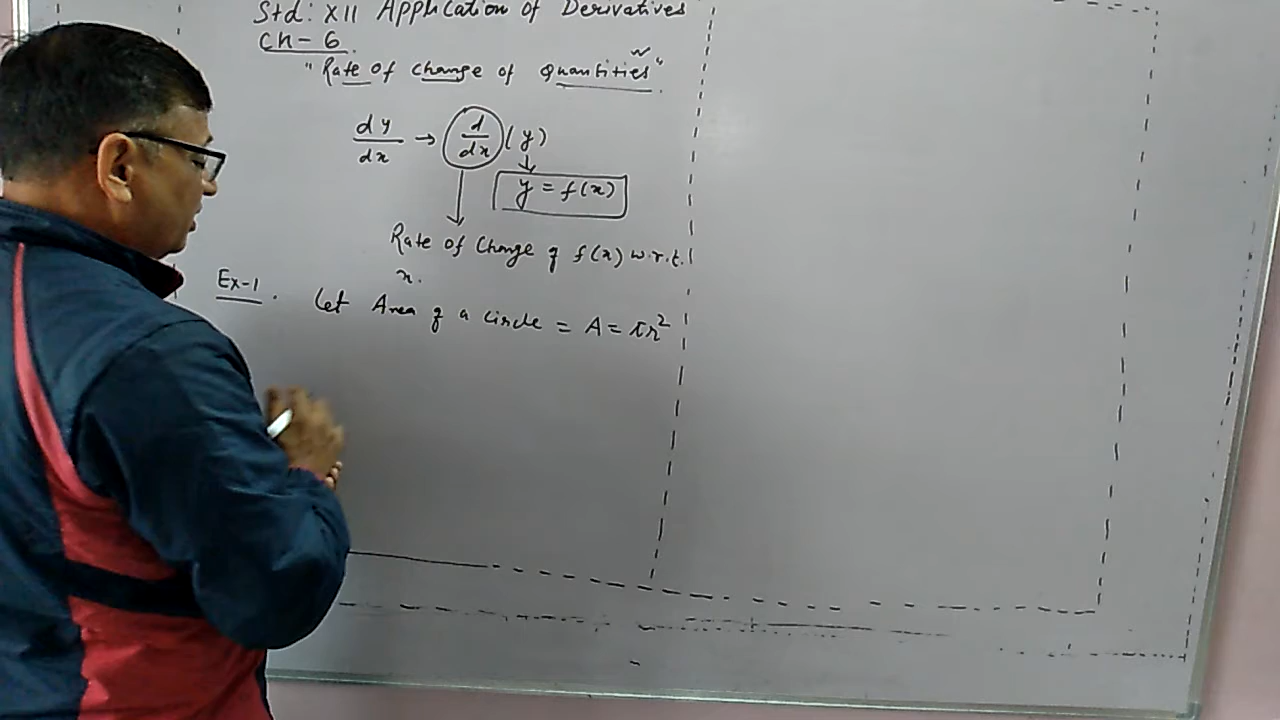 Std: XII Application of Derivatives
Ch-6.
"Rate of Change of Quantities"
dy/dx → d/dx (y)
y = f(x)
Rate of Change of f(x) w.r.t.
x.
Ex-1. Let Area of a circle = A = πr²